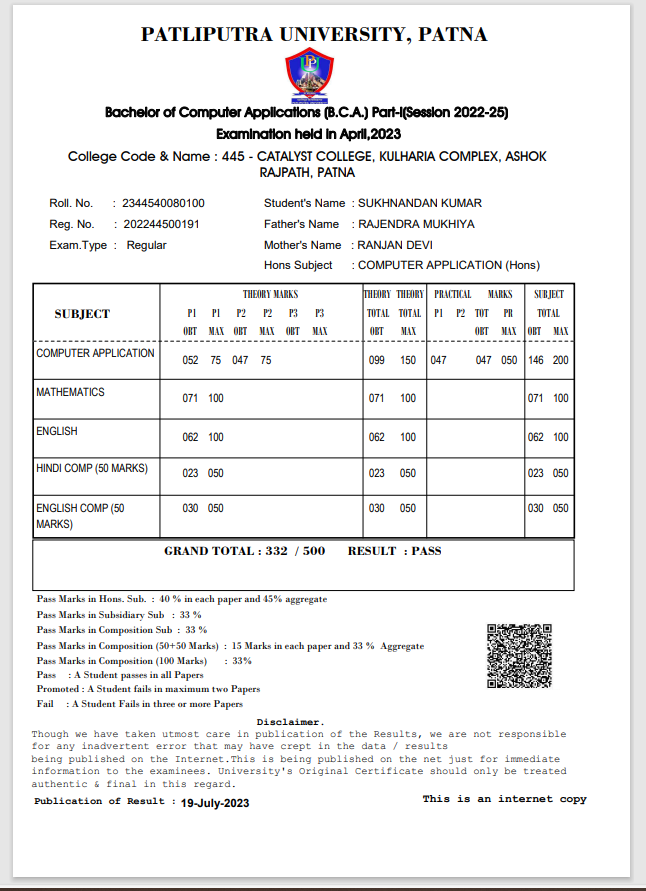 PATLIPUTRA UNIVERSITY, PATNA
Bachelor of Computer Applications (B.C.A.) Part-I(Session 2022-25)
Examination held in April,2023
College Code & Name : 445 - CATALYST COLLEGE, KULHARIA COMPLEX, ASHOK
RAJPATH, PATNA
Roll. No. : 2344540080100 Student's Name : SUKHNANDAN KUMAR
Reg. No. : 202244500191 Father's Name : RAJENDRA MUKHIYA
Exam.Type : Regular Mother's Name : RANJAN DEVI
Hons Subject : COMPUTER APPLICATION (Hons)
THEORY MARKS THEORY THEORY PRACTICAL MARKS SUBJECT
SUBJECT P1 P1 P2 P2 P3 P3 TOTAL TOTAL P1 P2 TOT PR TOTAL
OBT MAX OBT MAX OBT MAX OBT MAX OBT MAX OBT MAX
COMPUTER APPLICATION 052 75 047 75 099 150 047 047 050 146 200
MATHEMATICS 071 100 071 100 071 100
ENGLISH 062 100 062 100 062 100
HINDI COMP (50 MARKS) 023 050 023 050 023 050
ENGLISH COMP (50 030 050 030 050 030 050
MARKS)
GRAND TOTAL : 332 / 500 RESULT : PASS
Pass Marks in Hons. Sub. : 40 % in each paper and 45% aggregate
Pass Marks in Subsidiary Sub : 33 %
Pass Marks in Composition Sub : 33 %
Pass Marks in Composition (50+50 Marks) : 15 Marks in each paper and 33 % Aggregate
Pass Marks in Composition (100 Marks) : 33%
Pass : A Student passes in all Papers
Promoted : A Student fails in maximum two Papers
Fail : A Student Fails in three or more Papers
Disclaimer.
Though we have taken utmost care in publication of the Results, we are not responsible
for any inadvertent error that may have crept in the data / results
being published on the Internet.This is being published on the net just for immediate
information to the examinees. University's Original Certificate should only be treated
authentic & final in this regard.
Publication of Result : 19-July-2023 This is an internet copy